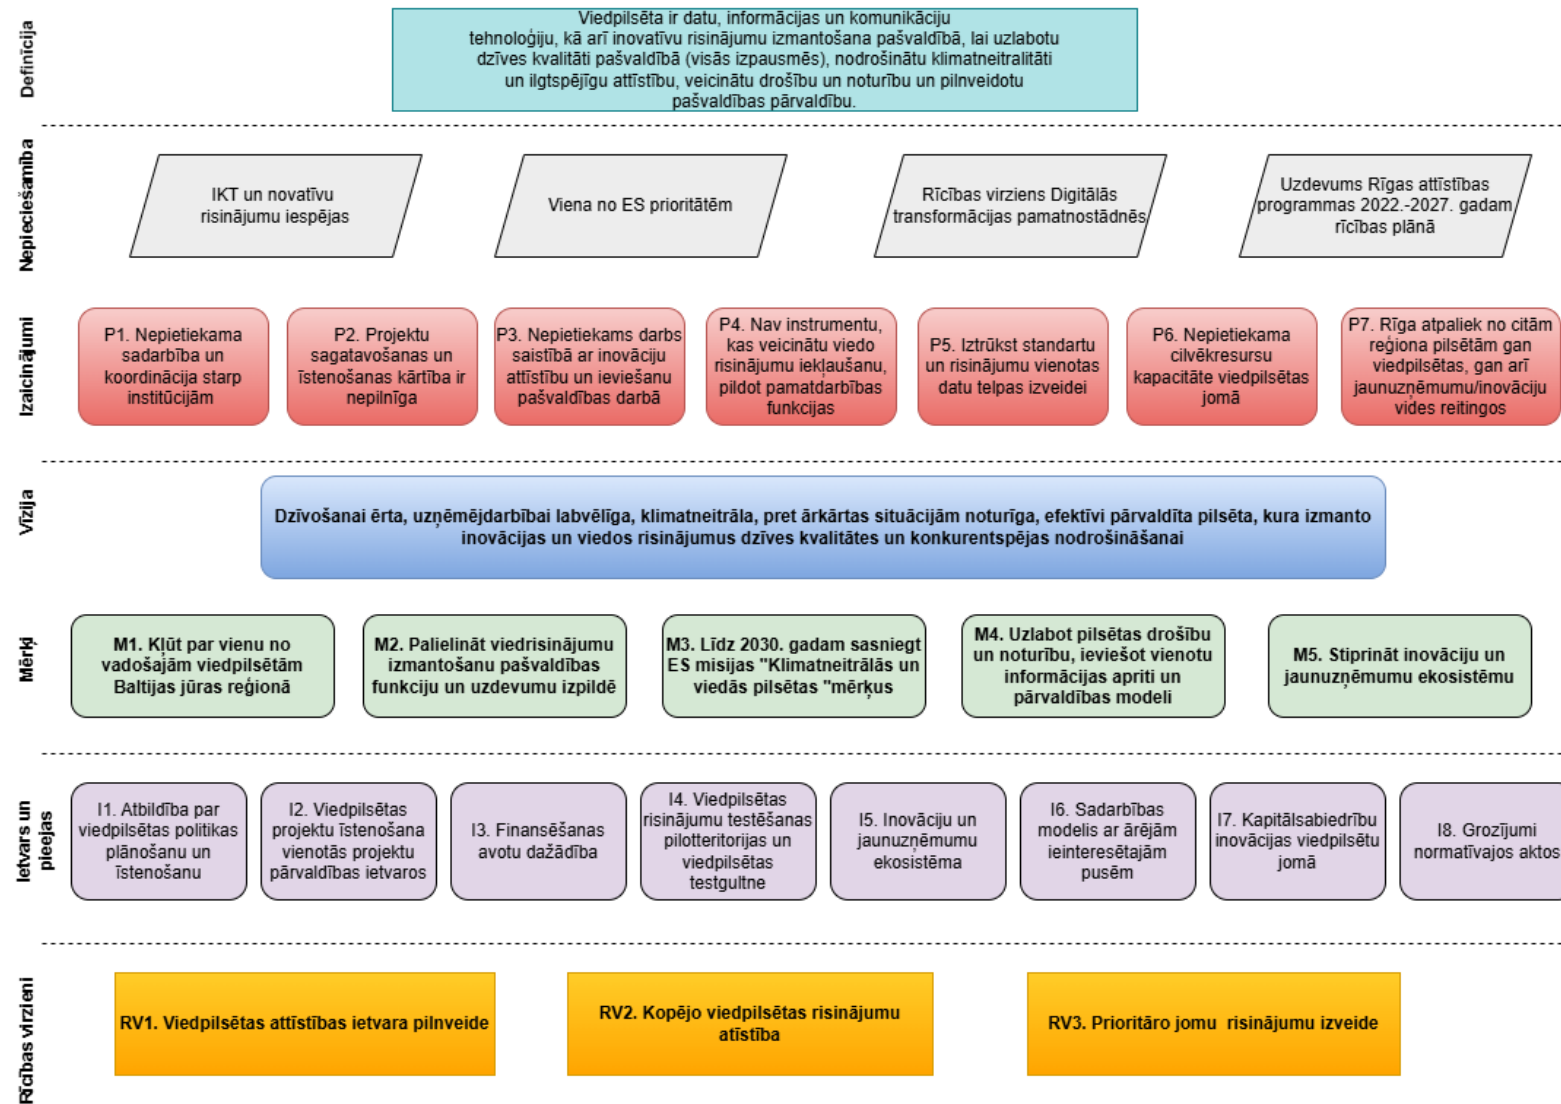 Definīcija
Viedpilsēta ir datu, informācijas un komunikāciju
tehnoloģiju, kā arī inovatīvu risinājumu izmantošana pašvaldībā, lai uzlabotu
dzīves kvalitāti pašvaldībā (visās izpausmēs), nodrošinātu klimatneitralitāti
un ilgtspējīgu attīstību, veicinātu drošību un noturību un pilnveidotu
pašvaldības pārvaldību.
Nepieciešamība
IKT un novatīvu
risinājumu iespējas
Viena no ES prioritātēm
Rīcības virziens Digitālās
transformācijas pamatnostādnēs
Uzdevums Rīgas attīstības
programmas 2022.-2027. gadam
rīcības plānā
Izaicinājumi
P1. Nepietiekama
sadarbība un
koordinācija starp
institūcijām
P2. Projektu
sagatavošanas un
īstenošanas kārtība ir
nepilnīga
P3. Nepietiekams darbs
saistībā ar inovāciju
attīstību un ieviešanu
pašvaldības darbā
P4. Nav instrumentu,
kas veicinātu viedo
risinājumu iekļaušanu,
pildot pamatdarbības
funkcijas
P5. Iztrūkst standartu
un risinājumu vienotas
datu telpas izveidei
P6. Nepietiekama
cilvēkresursu
kapacitāte viedpilsētas
jomā
P7. Rīga atpaliek no citām
reģiona pilsētām gan
viedpilsētas, gan arī
jaunuzņēmumu/inovāciju
vides reitingos
Vīzija
Dzīvošanai ērta, uzņēmējdarbībai labvēlīga, klimatneitrāla, pret ārkārtas situācijām noturīga, efektīvi pārvaldīta pilsēta, kura izmanto
inovācijas un viedos risinājumus dzīves kvalitātes un konkurentspējas nodrošināšanai
Mērķi
M1. Kļūt par vienu no
vadošajām viedpilsētām
Baltijas jūras reģionā
M2. Palielināt viedrisinājumu
izmantošanu pašvaldības
funkciju un uzdevumu izpildē
M3. Līdz 2030. gadam sasniegt
ES misijas "Klimatneitrālās un
viedās pilsētas "mērķus
M4. Uzlabot pilsētas drošību
un noturību, ieviešot vienotu
informācijas apriti un
pārvaldības modeli
M5. Stiprināt inovāciju un
jaunuzņēmumu ekosistēmu
Ietvars un
pieejas
I1. Atbildība par
viedpilsētas politikas
plānošanu un
īstenošanu
I2. Viedpilsētas
projektu īstenošana
vienotās projektu
pārvaldības ietvaros
I3. Finansēšanas
avotu dažādība
I4. Viedpilsētas
risinājumu testēšanas
pilotteritorijas un
viedpilsētas
testgultne
I5. Inovāciju un
jaunuzņēmumu
ekosistēma
I6. Sadarbības
modelis ar ārējām
ieinteresētajām
pusēm
I7. Kapitālsabiedrību
inovācijas viedpilsētu
jomā
I8. Grozījumi
normatīvajos aktos
Rīcības virzieni
RV1. Viedpilsētas attīstības ietvara pilnveide
RV2. Kopējo viedpilsētas risinājumu
atīstība
RV3. Prioritāro jomu risinājumu izveide